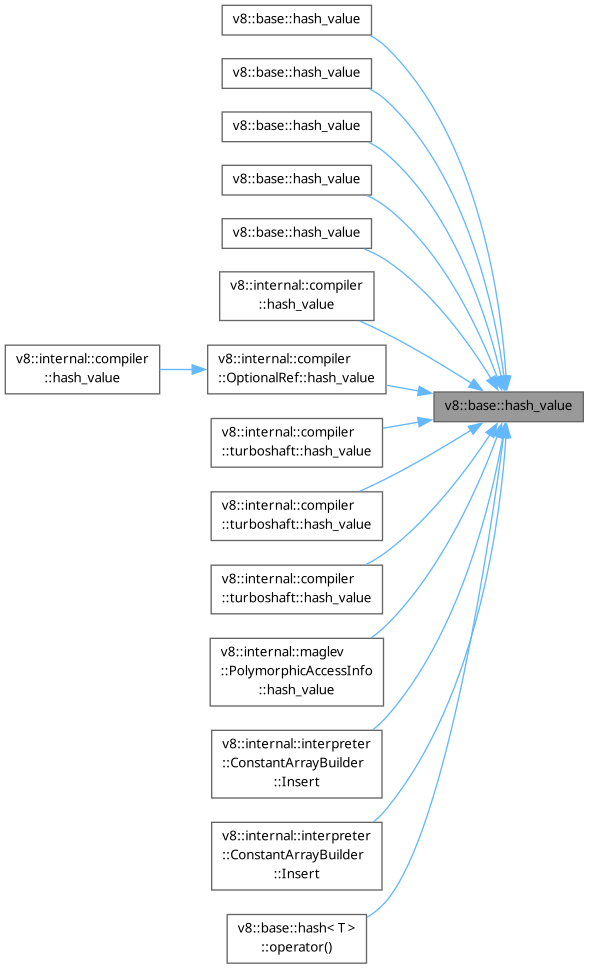 v8::base::hash_value
v8::base::hash_value
v8::base::hash_value
v8::base::hash_value
v8::base::hash_value
v8::internal::compiler
::hash_value
v8::internal::compiler
::hash_value
v8::internal::compiler
::OptionalRef::hash_value
v8::base::hash_value
v8::internal::compiler
::turboshaft::hash_value
v8::internal::compiler
::turboshaft::hash_value
v8::internal::compiler
::turboshaft::hash_value
v8::internal::maglev
::PolymorphicAccessInfo
::hash_value
v8::internal::interpreter
::ConstantArrayBuilder
::Insert
v8::internal::interpreter
::ConstantArrayBuilder
::Insert
v8::base::hash< T >
::operator()